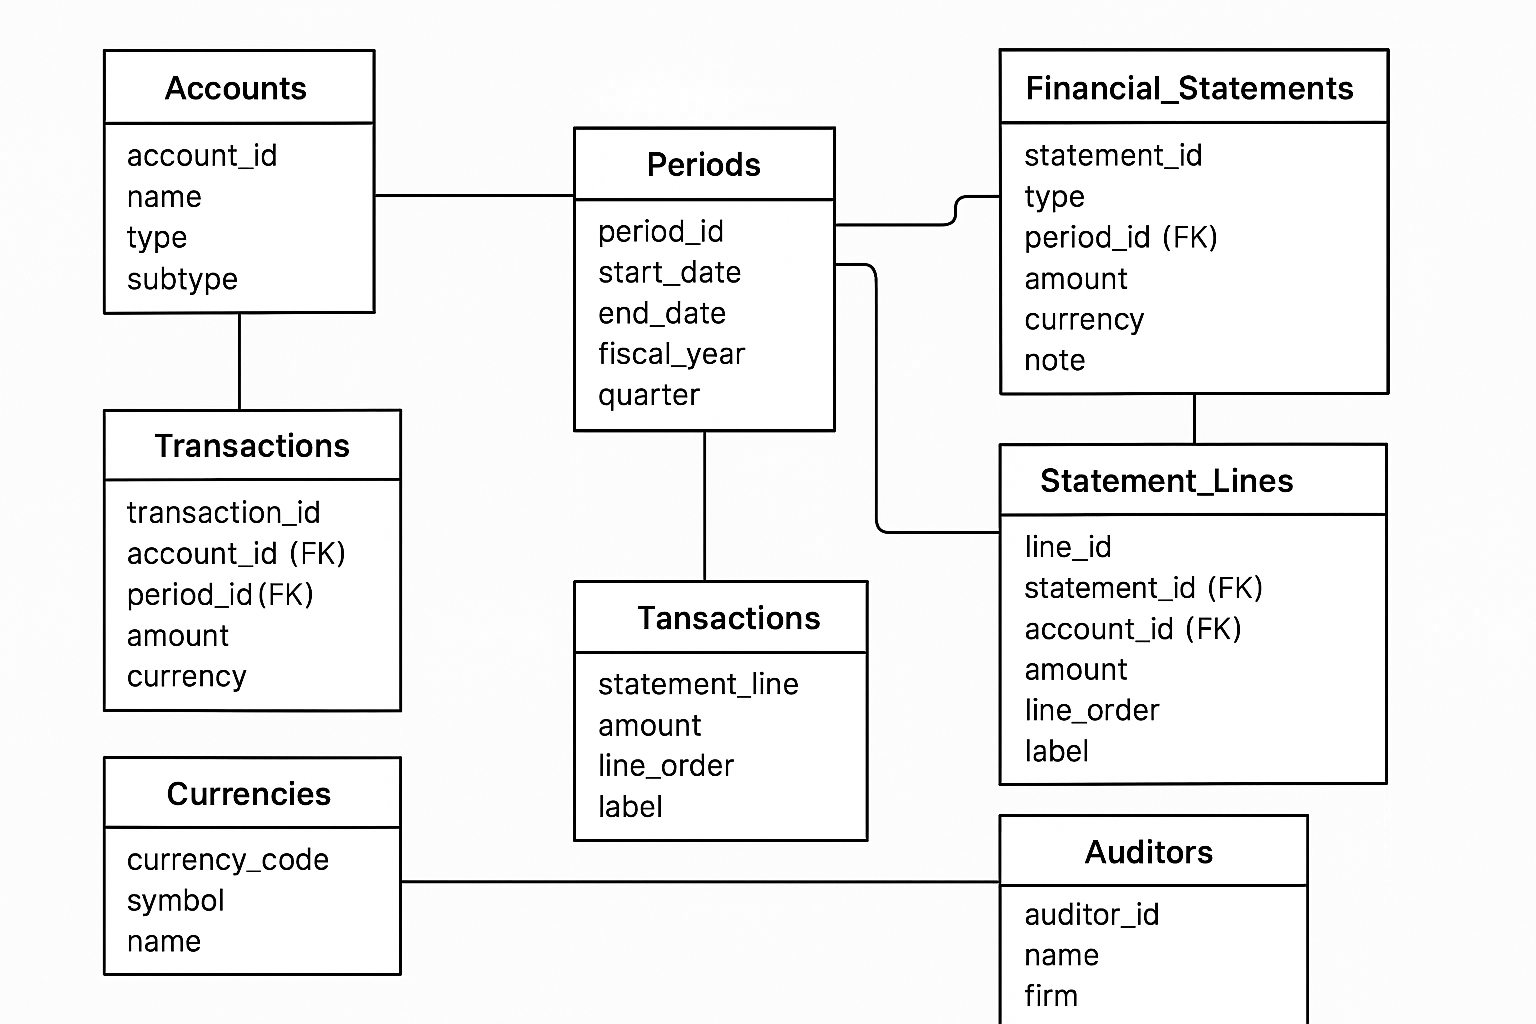 Accounts
account_id
name
type
subtype
Transactions
transaction_id
account_id (FK)
period_id(FK)
amount
currency
Currencies
currency_code
symbol
name
Periods
period_id
start_date
end_date
fiscal_year
quarter
Tansactions
statement_line
amount
line_order
label
Financial_Statements
statement_id
type
period_id (FK)
amount
currency
note
Statement_Lines
line_id
statement_id (FK)
account_id (FK)
amount
line_order
label
Auditors
auditor_id
name
firm